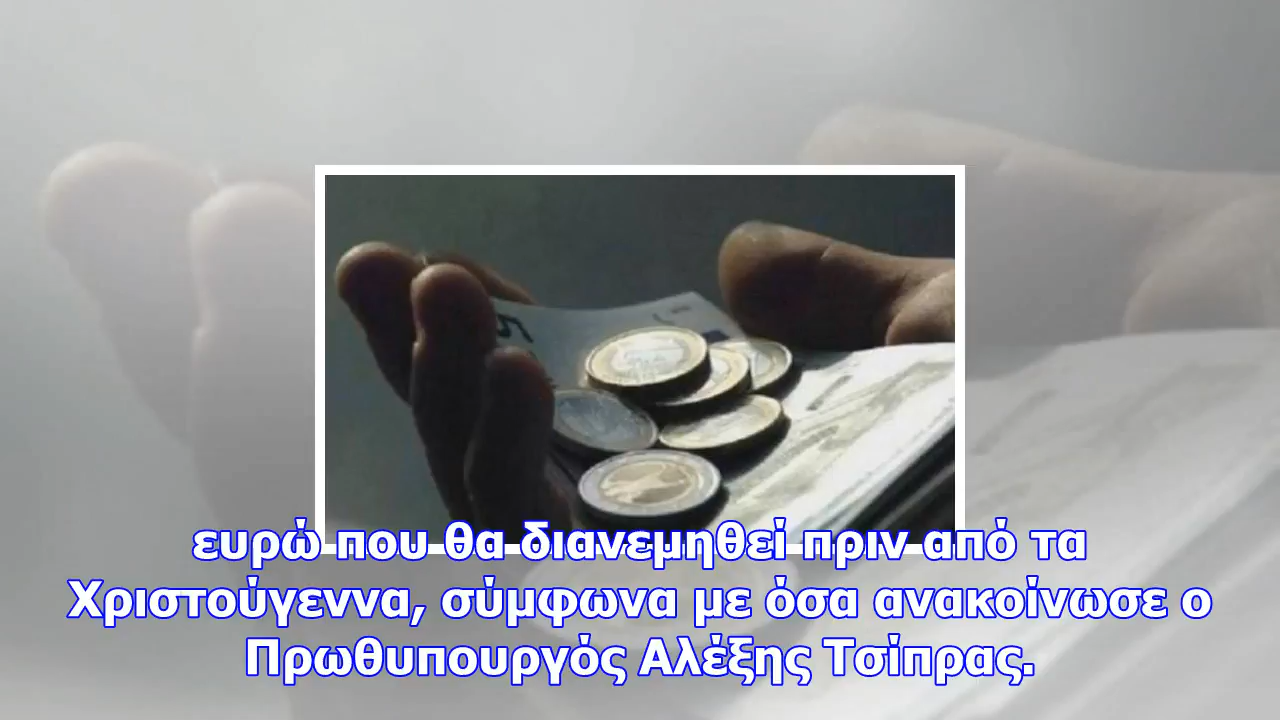 ευρώ που θα διανεμηθεί πριν από τα
Χριστούγεννα, σύμφωνα με όσα ανακοίνωσε ο
Πρωθυπουργός Αλέξης Τσίπρας.